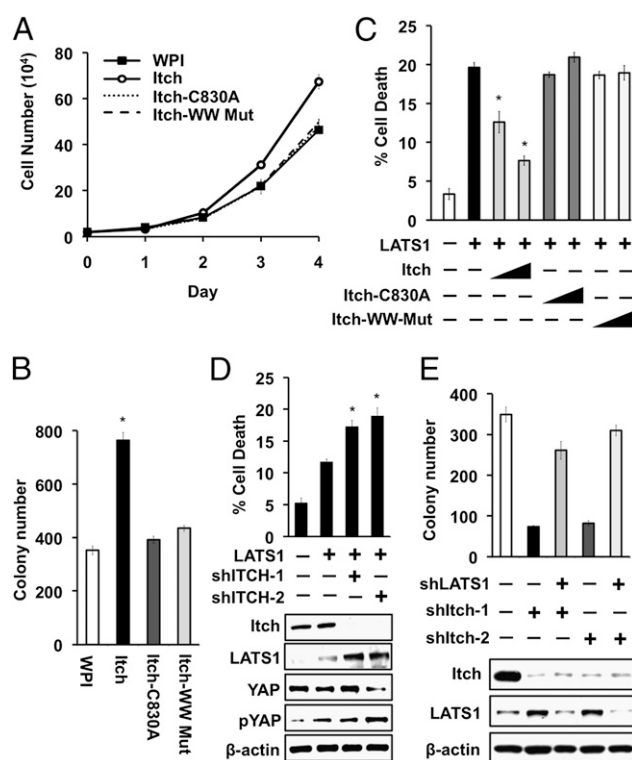 A
Cell Number (10⁴)
80
60
40
20
0
WPI
Itch
Itch-C830A
Itch-WW Mut
0 1 2 3 4
Day
C
% Cell Death
25
20
15
10
5
0
* *
LATS1 – + + + + + + +
Itch – –  – – – –
Itch-C830A – – – –  – –
Itch-WW-Mut – – – – – –
B
Colony number
800
600
400
200
0
*
WPI
Itch
Itch-C830A
Itch-WW Mut
D
% Cell Death
25
20
15
10
5
0
* *
LATS1 – + + +
shITCH-1 – – + –
shITCH-2 – – – +
Itch
LATS1
YAP
pYAP
β-actin
E
Colony number
400
300
200
100
0
shLATS1 – – + – +
shItch-1 – + + – –
shItch-2 – – – + +
Itch
LATS1
β-actin